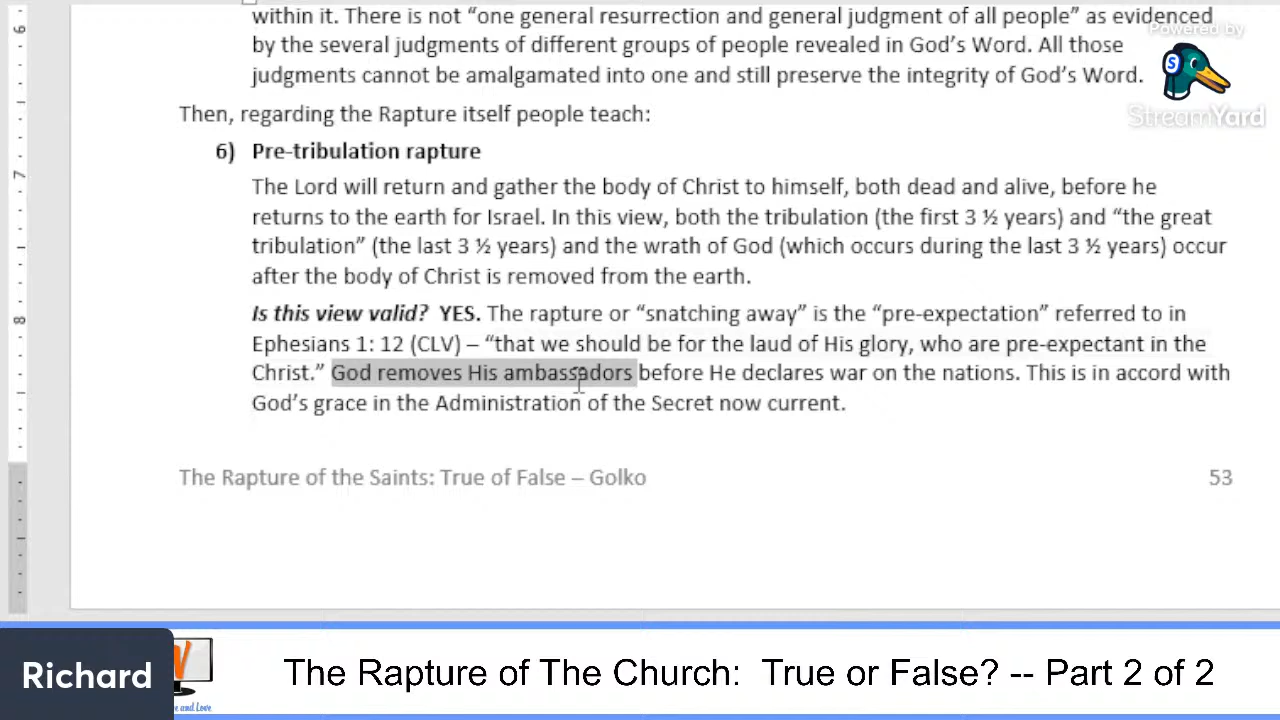 within it. There is not “one general resurrection and general judgment of all people” as evidenced
by the several judgments of different groups of people revealed in God’s Word. All those
judgments cannot be amalgamated into one and still preserve the integrity of God’s Word.
Powered by
S
StreamYard
Then, regarding the Rapture itself people teach:
6) Pre-tribulation rapture
The Lord will return and gather the body of Christ to himself, both dead and alive, before he
returns to the earth for Israel. In this view, both the tribulation (the first 3 ½ years) and “the great
tribulation” (the last 3 ½ years) and the wrath of God (which occurs during the last 3 ½ years) occur
after the body of Christ is removed from the earth.
Is this view valid? YES. The rapture or “snatching away” is the “pre-expectation” referred to in
Ephesians 1: 12 (CLV) – “that we should be for the laud of His glory, who are pre-expectant in the
Christ.” God removes His ambassadors before He declares war on the nations. This is in accord with
God’s grace in the Administration of the Secret now current.
The Rapture of the Saints: True of False – Golko 53
6
7
8
Richard
e and Love
The Rapture of The Church: True or False? -- Part 2 of 2